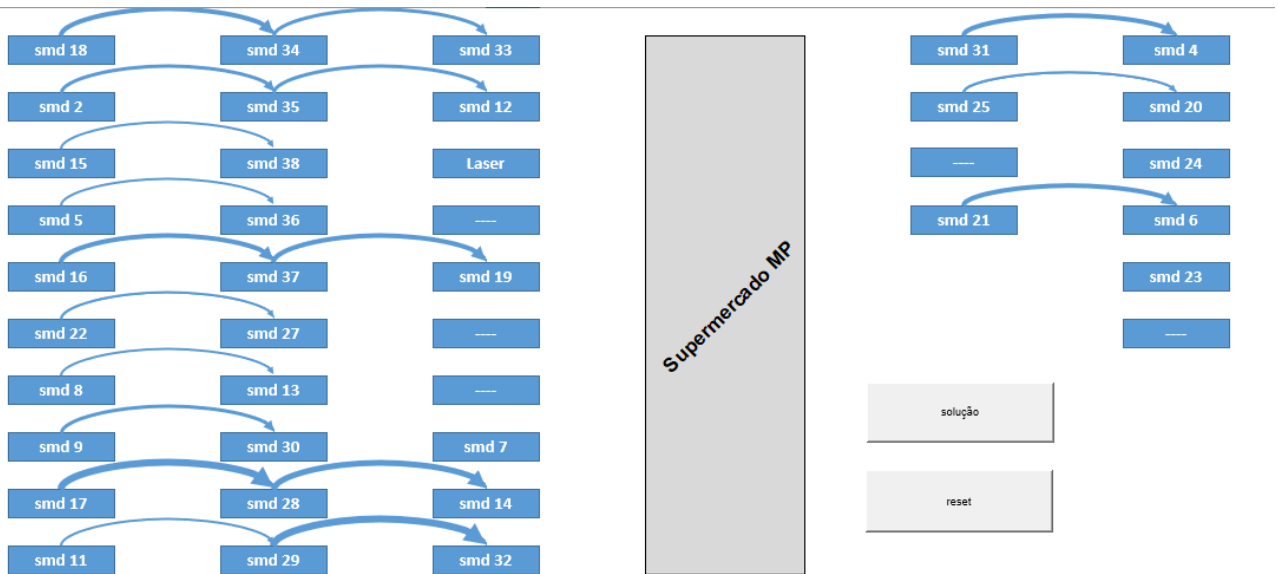 smd 18 smd 34 smd 33 smd 31 smd 4
smd 2 smd 35 smd 12 smd 25 smd 20
smd 15 smd 38 Laser ---- smd 24
smd 5 smd 36 ---- smd 21 smd 6
smd 16 smd 37 smd 19 smd 23
smd 22 smd 27 ---- ----
Supermercado MP
smd 8 smd 13 ----
solução
smd 9 smd 30 smd 7
smd 17 smd 28 smd 14
reset
smd 11 smd 29 smd 32